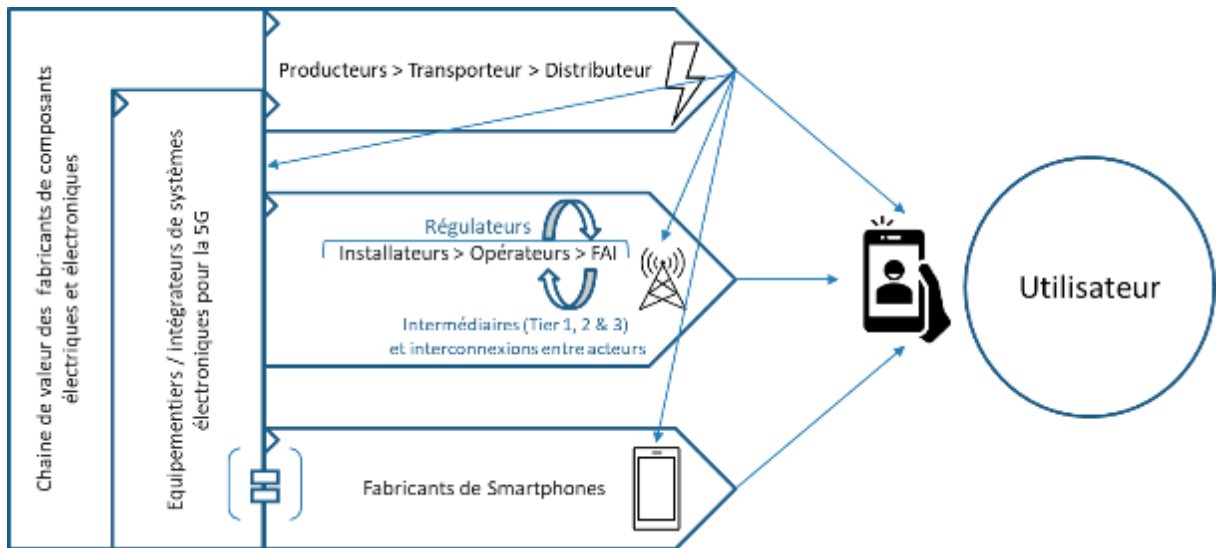 Chaine de valeur des fabricants de composants
électriques et électroniques
Equipementiers / intégrateurs de systèmes
électroniques pour la 5G
Producteurs > Transporteur > Distributeur
Régulateurs
Installateurs > Opérateurs > FAI
Intermédiaires (Tier 1, 2 & 3)
et interconnexions entre acteurs
Fabricants de Smartphones
Utilisateur